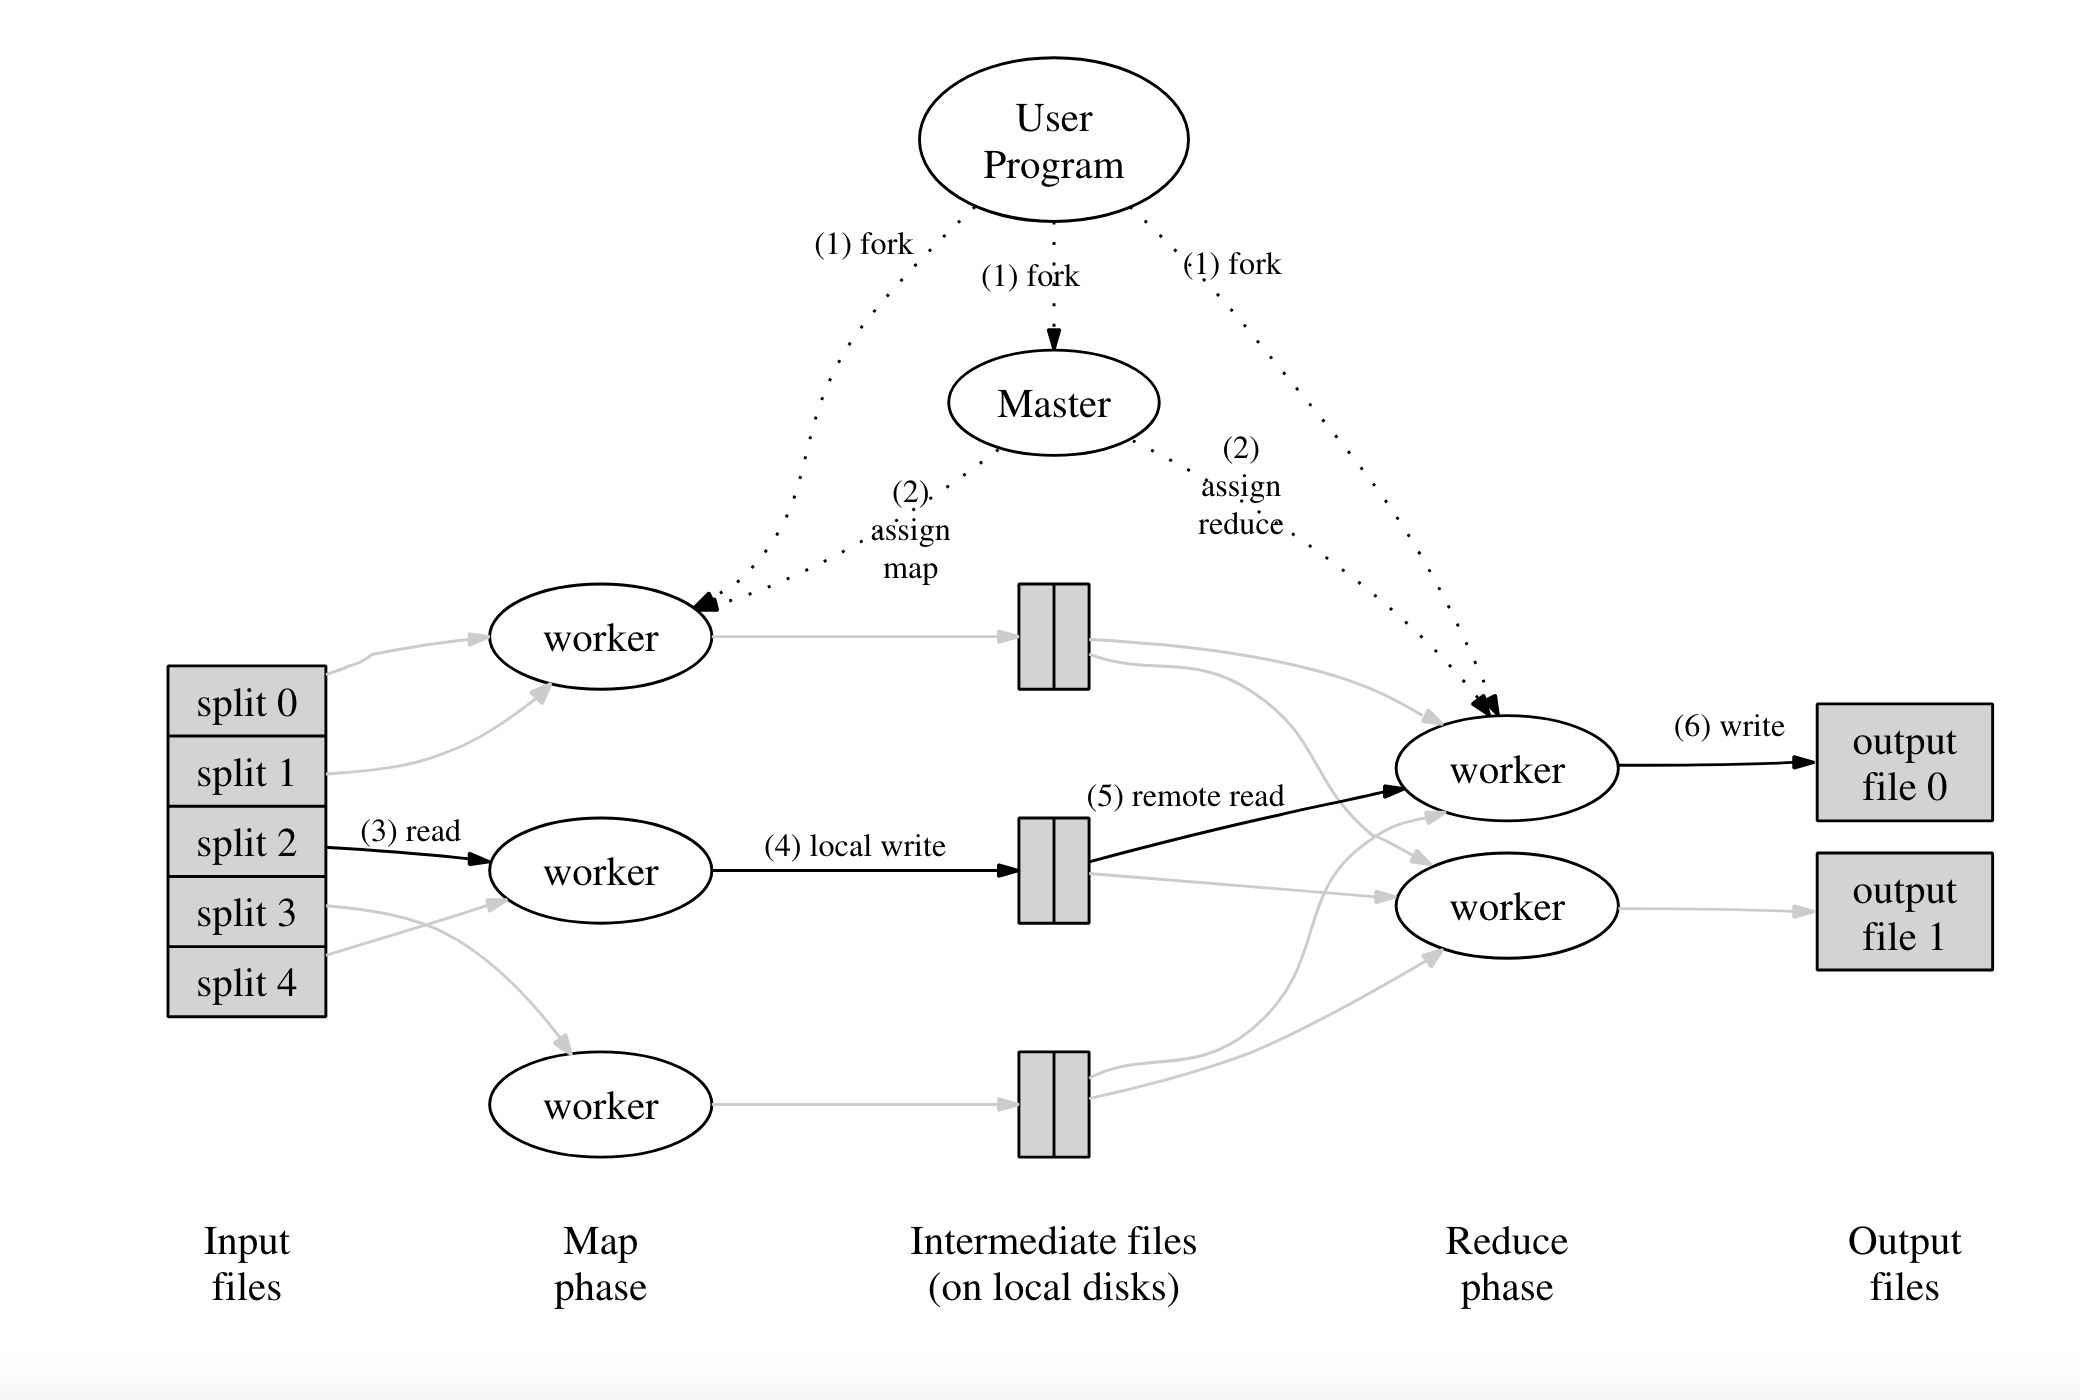 User
Program
(1) fork
(1) fork
(1) fork
Master
(2)
assign
map
(2)
assign
reduce
split 0
split 1
split 2
split 3
split 4
(3) read
worker
worker
worker
(4) local write
(5) remote read
worker
worker
(6) write
output
file 0
output
file 1
Input
files
Map
phase
Intermediate files
(on local disks)
Reduce
phase
Output
files